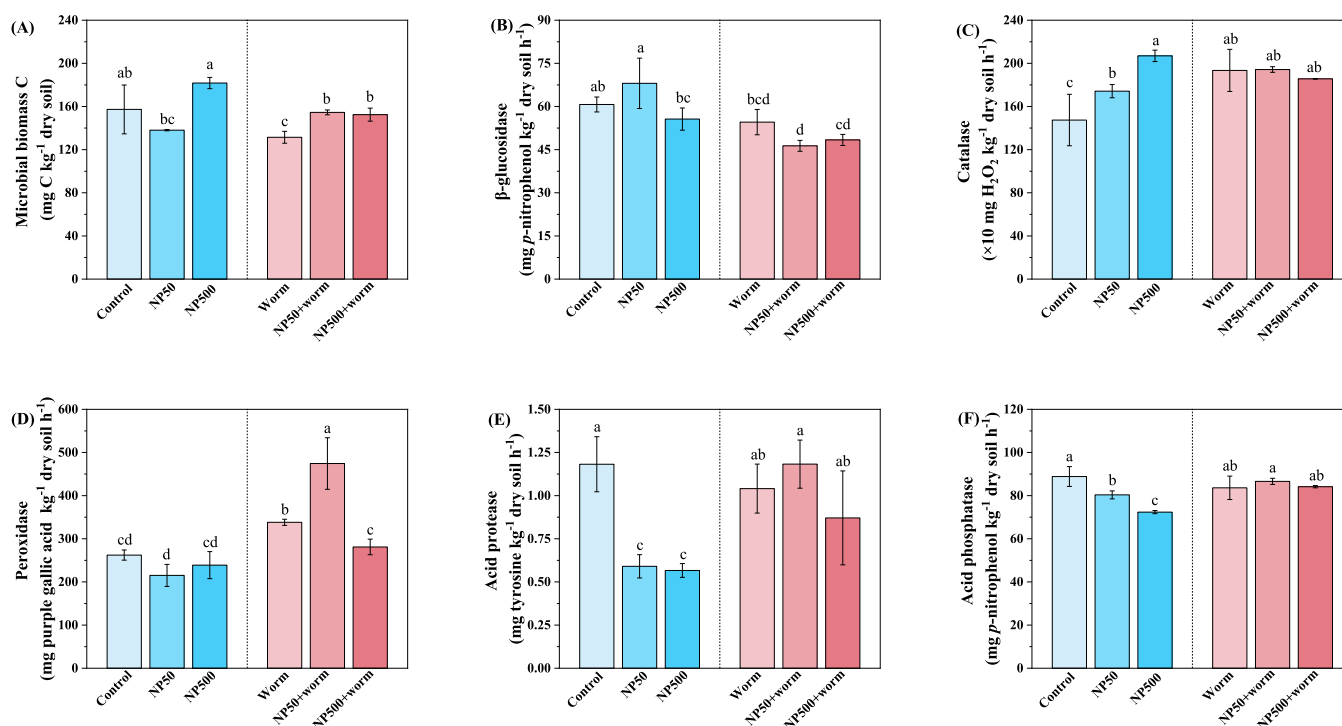 (A)
Microbial biomass C
(mg C kg⁻¹ dry soil)
240
200
160
120
80
40
0
ab
bc
a
c
b
b
Control
NP50
NP500
Worm
NP50+worm
NP500+worm
(B)
β-glucosidase
(mg p-nitrophenol kg⁻¹ dry soil h⁻¹)
90
75
60
45
30
15
0
ab
a
bc
bcd
d
cd
Control
NP50
NP500
Worm
NP50+worm
NP500+worm
(C)
Catalase
(×10 mg H₂O₂ kg⁻¹ dry soil h⁻¹)
240
200
160
120
80
40
0
c
b
a
ab
ab
ab
Control
NP50
NP500
Worm
NP50+worm
NP500+worm
(D)
Peroxidase
(mg purple gallic acid kg⁻¹ dry soil h⁻¹)
600
500
400
300
200
100
0
cd
d
cd
b
a
c
Control
NP50
NP500
Worm
NP50+worm
NP500+worm
(E)
Acid protease
(mg tyrosine kg⁻¹ dry soil h⁻¹)
1.50
1.25
1.00
0.75
0.50
0.25
0.00
a
c
c
ab
a
ab
Control
NP50
NP500
Worm
NP50+worm
NP500+worm
(F)
Acid phosphatase
(mg p-nitrophenol kg⁻¹ dry soil h⁻¹)
120
100
80
60
40
20
0
a
b
c
ab
a
ab
Control
NP50
NP500
Worm
NP50+worm
NP500+worm